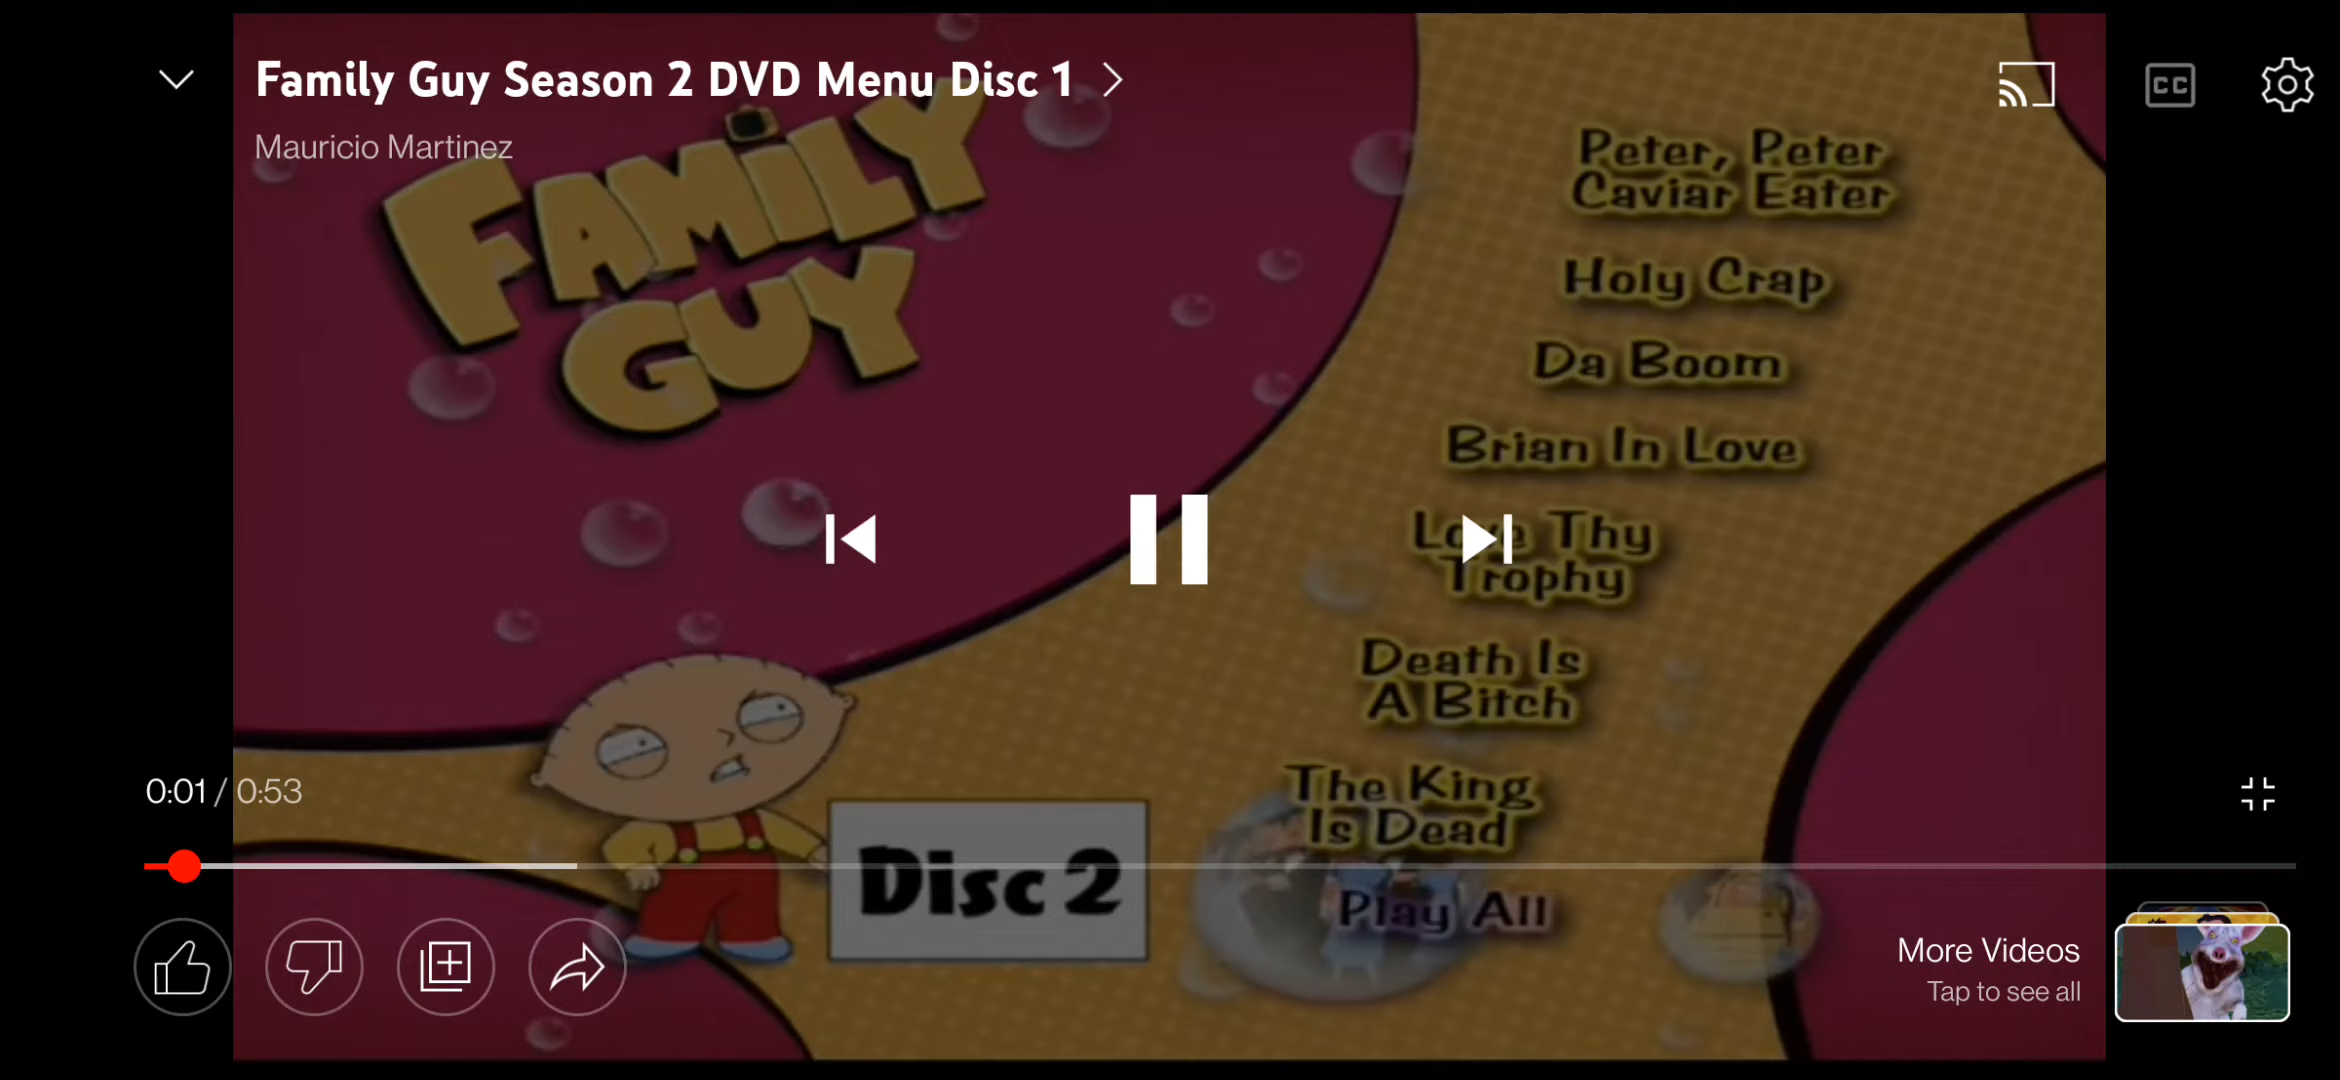 Family Guy Season 2 DVD Menu Disc 1
CC
Mauricio Martinez
FAMILY
GUY
Peter, Peter
Caviar Eater
Holy Crap
Da Boom
Brian In Love
Love Thy
Trophy
Death Is
A Bitch
The King
Is Dead
Play All
0:01 / 0:53
Disc 2
More Videos
Tap to see all